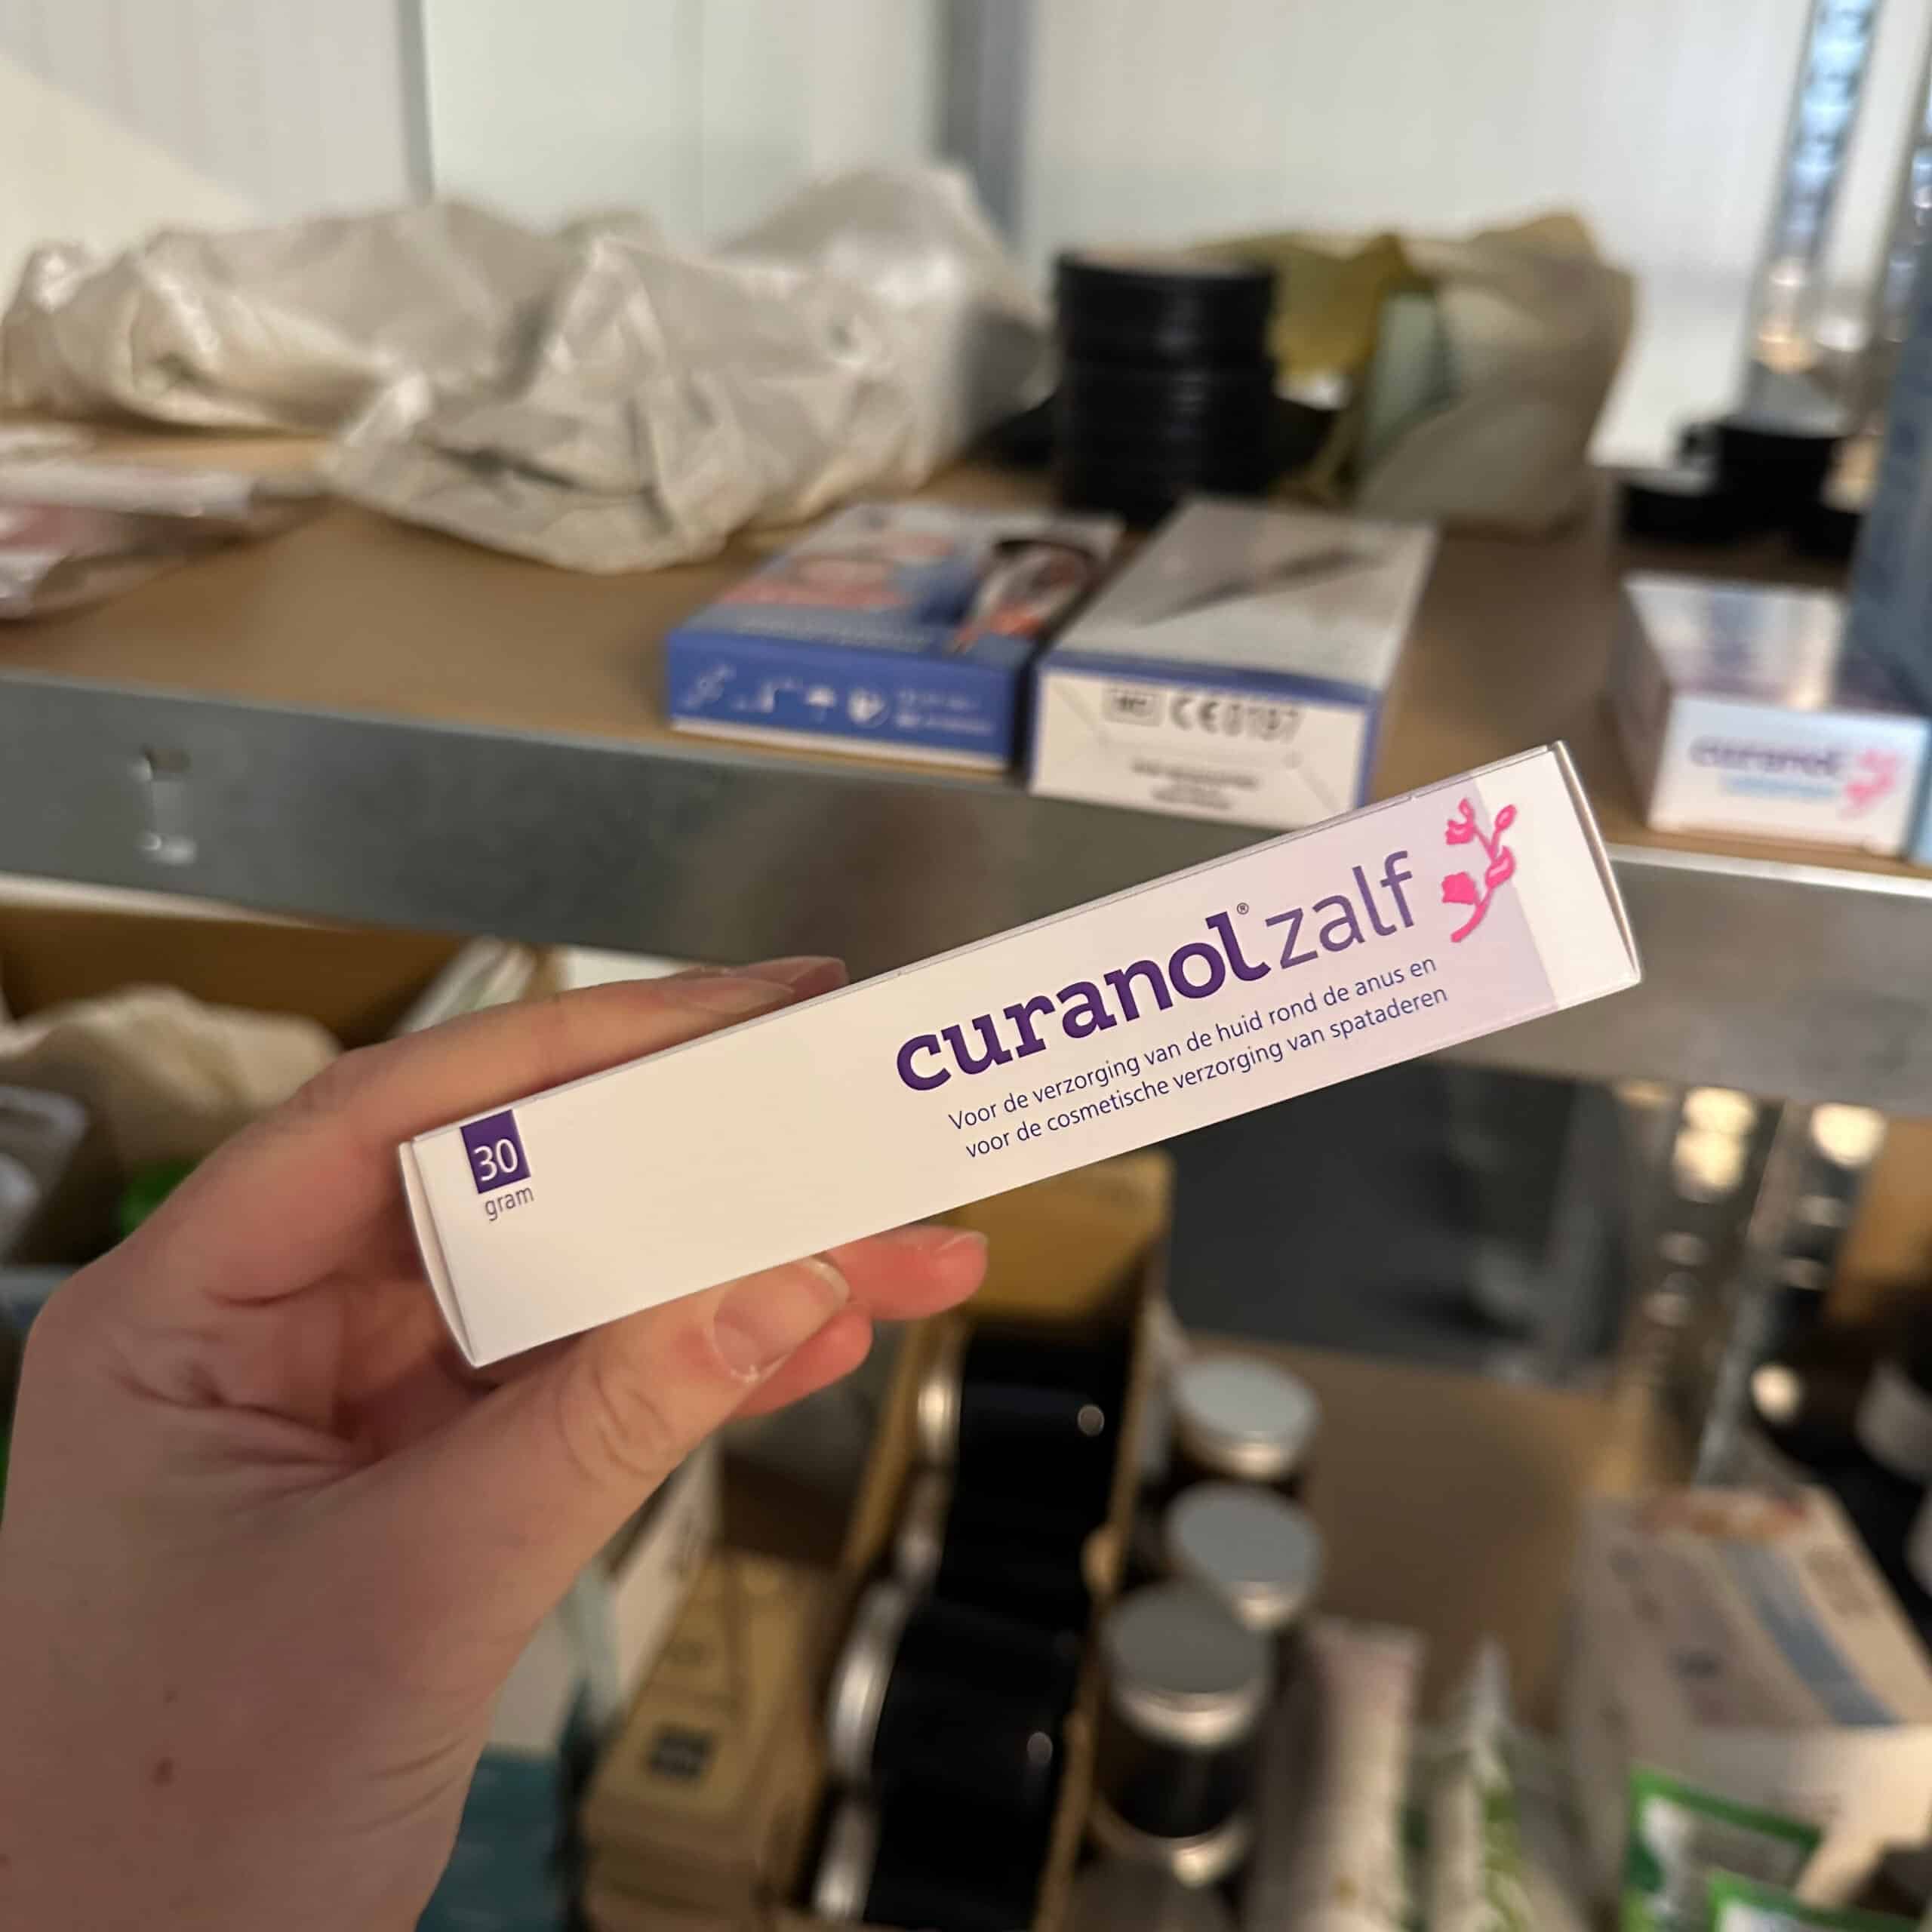 CE 0197
curanol
curanol® zalf
Voor de verzorging van de huid rond de anus en
voor de cosmetische verzorging van spataderen
30
gram